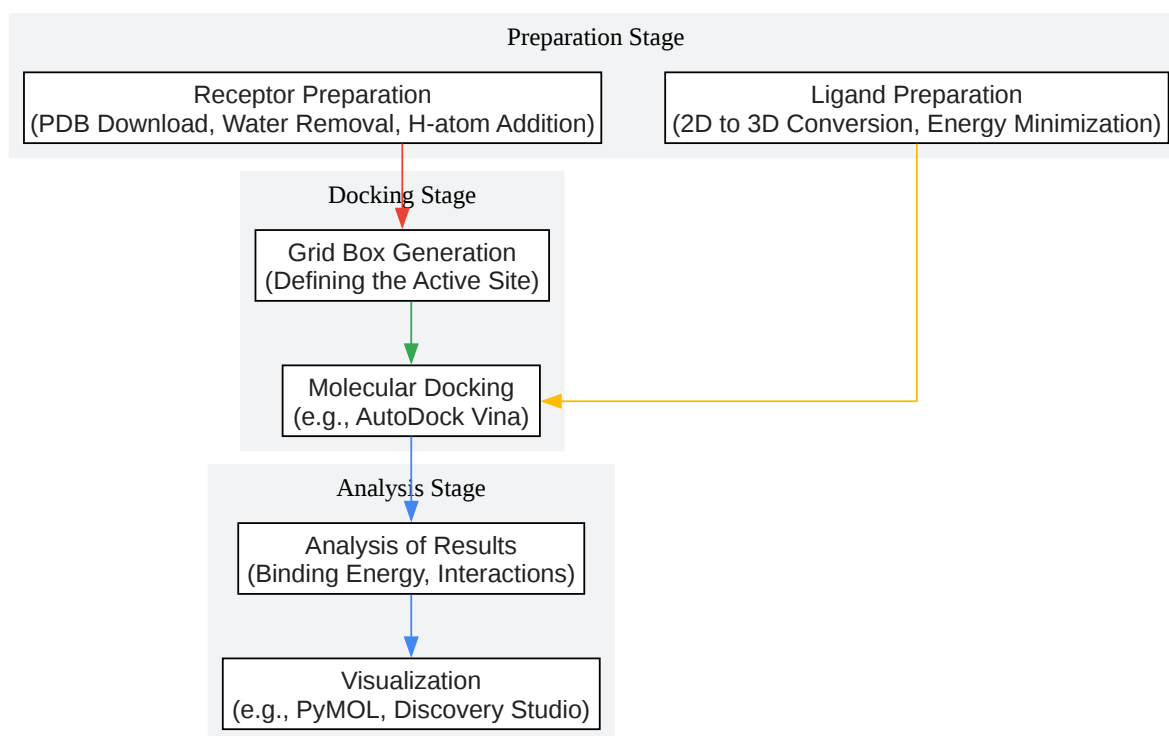 Preparation Stage
Receptor Preparation
(PDB Download, Water Removal, H-atom Addition)
Ligand Preparation
(2D to 3D Conversion, Energy Minimization)
Docking Stage
Grid Box Generation
(Defining the Active Site)
Molecular Docking
(e.g., AutoDock Vina)
Analysis Stage
Analysis of Results
(Binding Energy, Interactions)
Visualization
(e.g., PyMOL, Discovery Studio)